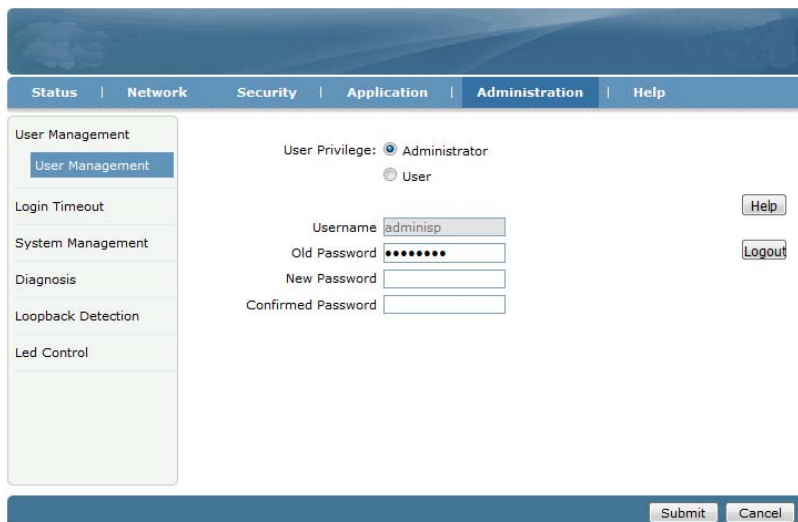 Status | Network Security | Application | Administration | Help
User Management
User Management
Login Timeout
System Management
Diagnosis
Loopback Detection
Led Control
User Privilege: Administrator
User
Username adminisp
Old Password ••••••••
New Password
Confirmed Password
Help
Logout
Submit Cancel